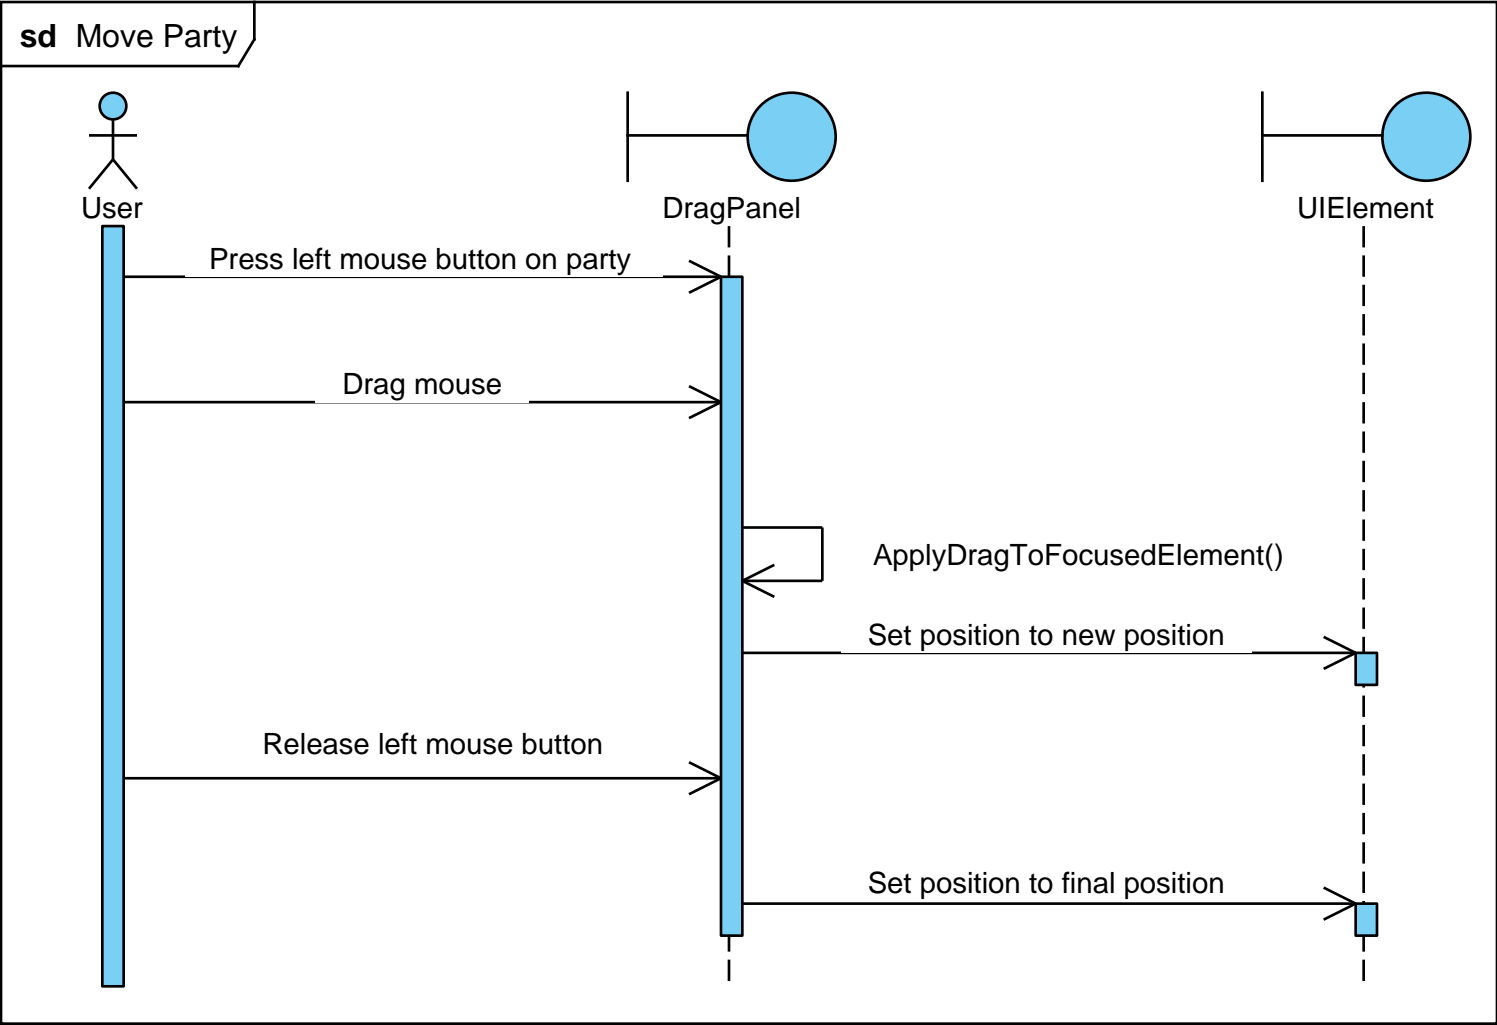 sd Move Party
User
DragPanel
UIElement
Press left mouse button on party
Drag mouse
ApplyDragToFocusedElement()
Set position to new position
Release left mouse button
Set position to final position